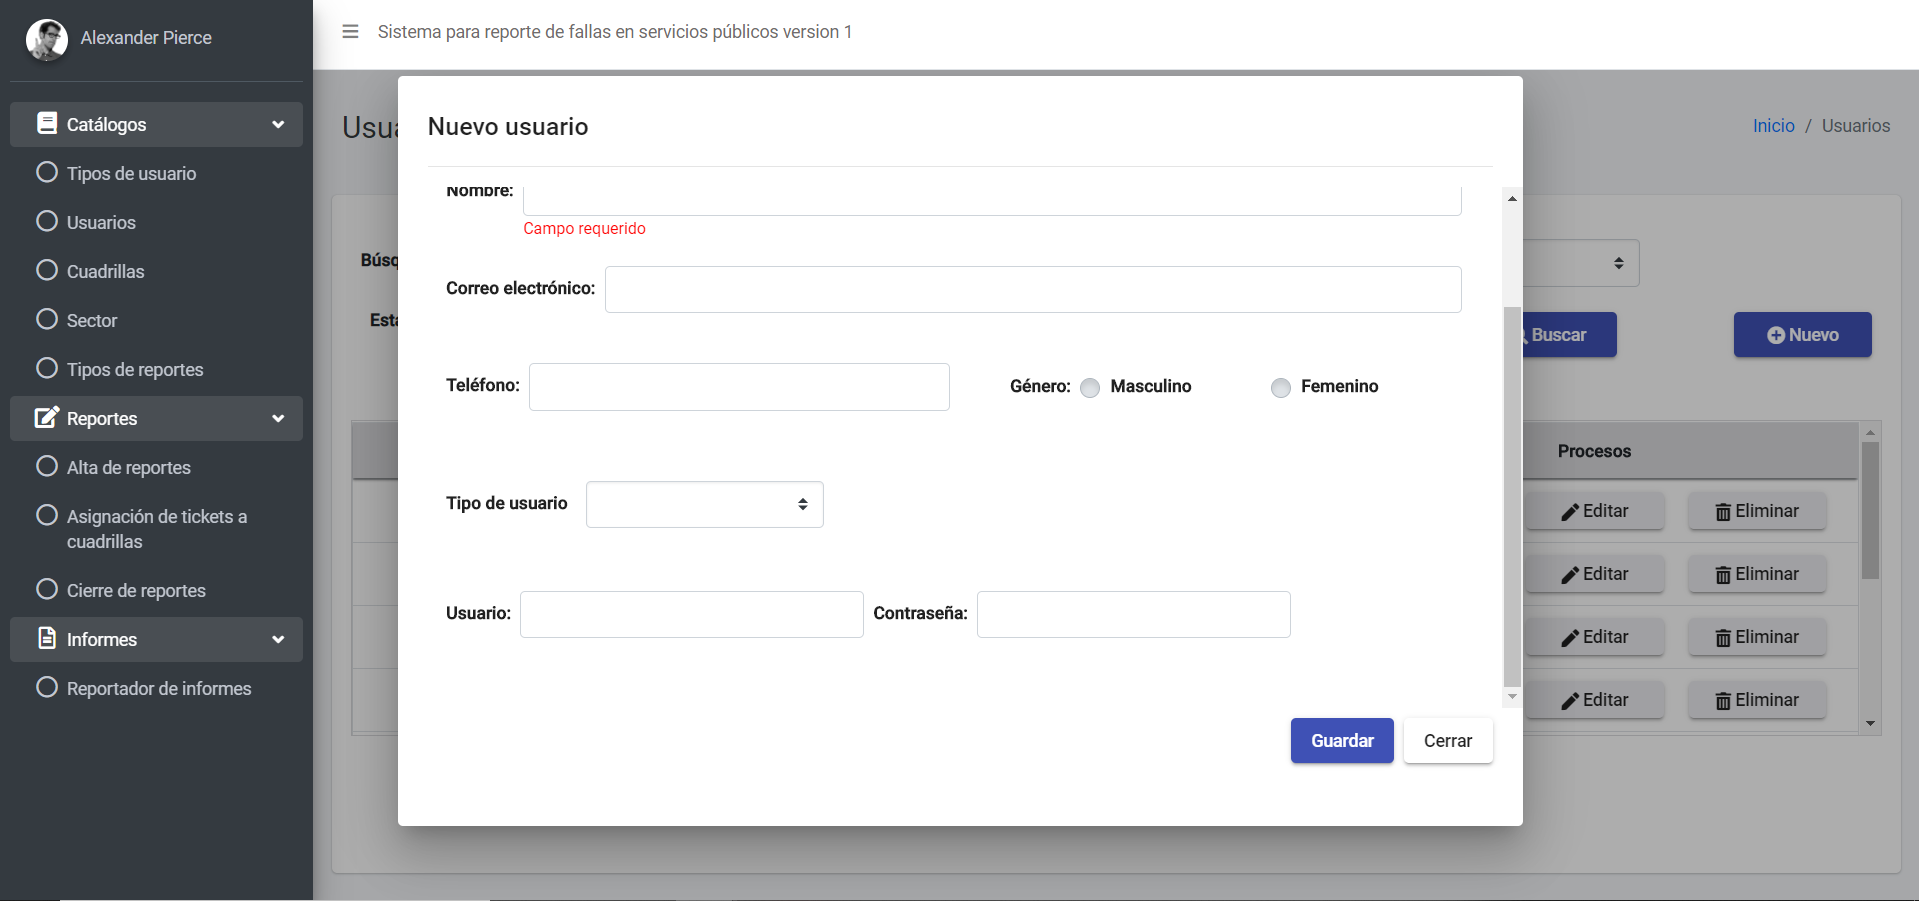 Alexander Pierce
Sistema para reporte de fallas en servicios públicos version 1
Catálogos
Tipos de usuario
Usuarios
Cuadrillas
Sector
Tipos de reportes
Reportes
Alta de reportes
Asignación de tickets a
cuadrillas
Cierre de reportes
Informes
Reportador de informes
Usua
Inicio / Usuarios
Búsq
Esta
Buscar
Nuevo
Procesos
Editar Eliminar
Editar Eliminar
Editar Eliminar
Editar Eliminar
Nuevo usuario
Nombre:
Campo requerido
Correo electrónico:
Teléfono: Género: Masculino Femenino
Tipo de usuario
Usuario: Contraseña:
Guardar Cerrar